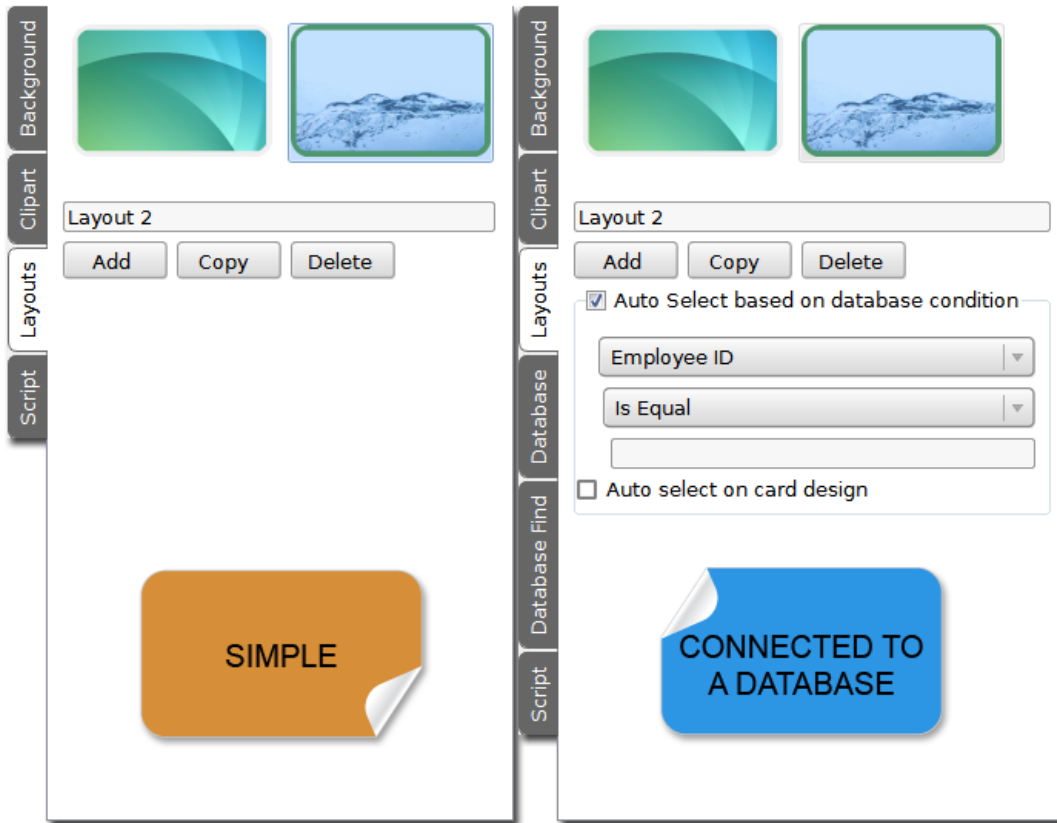 Background
Clipart
Layouts
Script
Layout 2
Add Copy Delete
SIMPLE
Background
Clipart
Layouts
Database
Database Find
Script
Layout 2
Add Copy Delete
Auto Select based on database condition
Employee ID
Is Equal
Auto select on card design
CONNECTED TO
A DATABASE